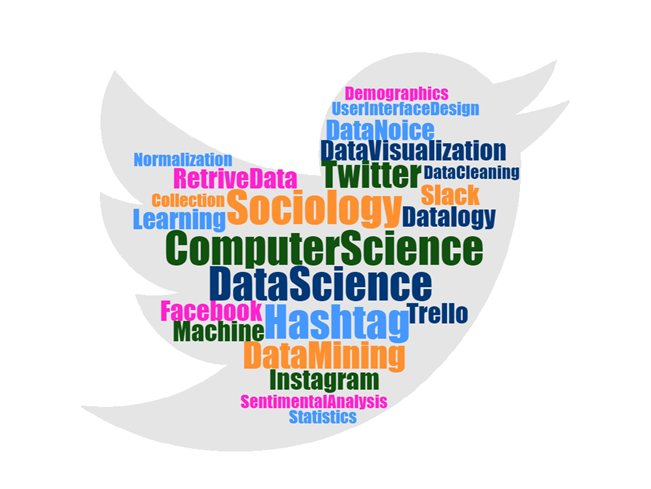 Demographics
UserInterfaceDesign
DataNoice
DataVisualization
Normalization
Twitter DataCleaning
RetriveData
Collection Sociology Slack
Learning Datalogy
ComputerScience
DataScience
Facebook Hashtag Trello
Machine
DataMining
Instagram
SentimentalAnalysis
Statistics